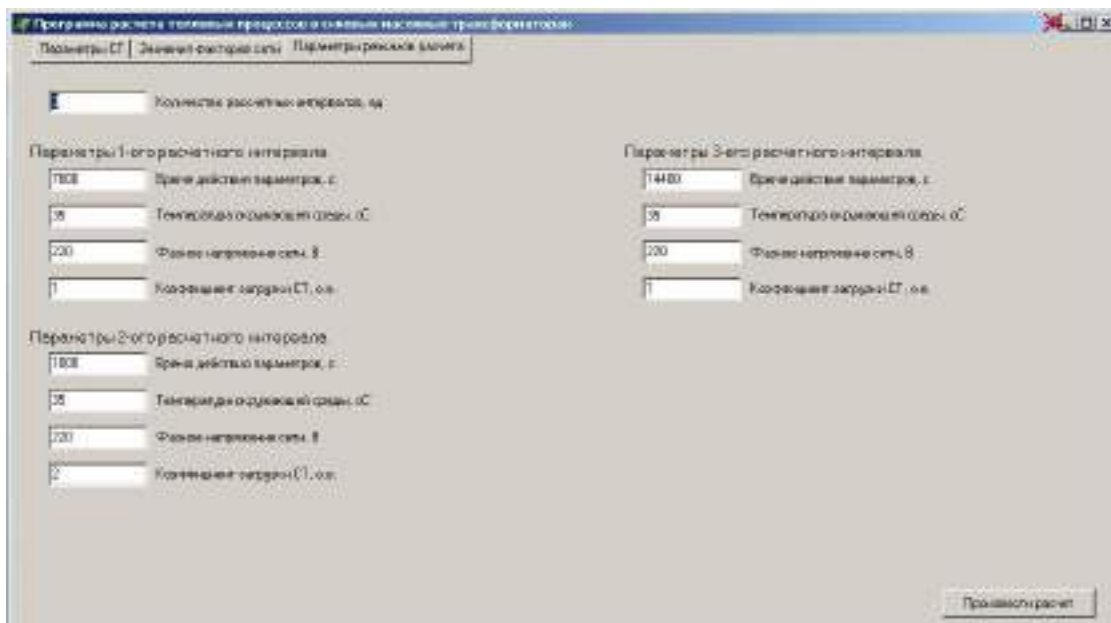 Программа расчета тепловых процессов в силовых масляных трансформаторах
Параметры СТ
Значения факторов сети
Параметры режимов расчета
Количество рассчетных интервалов, ед
Параметры 1-ого расчетного интервала
Время действия параметров, с
35
Температура окружающей среды, оС
220
Фазное напряжение сети, В
1
Коэффициент загрузки СТ, о.е.
Параметры 2-ого расчетного интервала
1800
Время действия параметров, с
35
Температура окружающей среды, оС
220
Фазное напряжение сети, В
2
Коэффициент загрузки СТ, о.е.
Параметры 3-его расчетного интервала
14400
Время действия параметров, с
35
Температура окружающей среды, оС
220
Фазное напряжение сети, В
1
Коэффициент загрузки СТ, о.е.
Произвести расчет